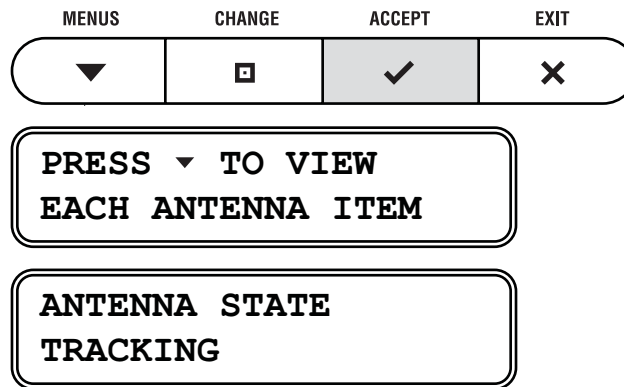 MENUS CHANGE ACCEPT EXIT
PRESS ▼ TO VIEW
EACH ANTENNA ITEM
ANTENNA STATE
TRACKING